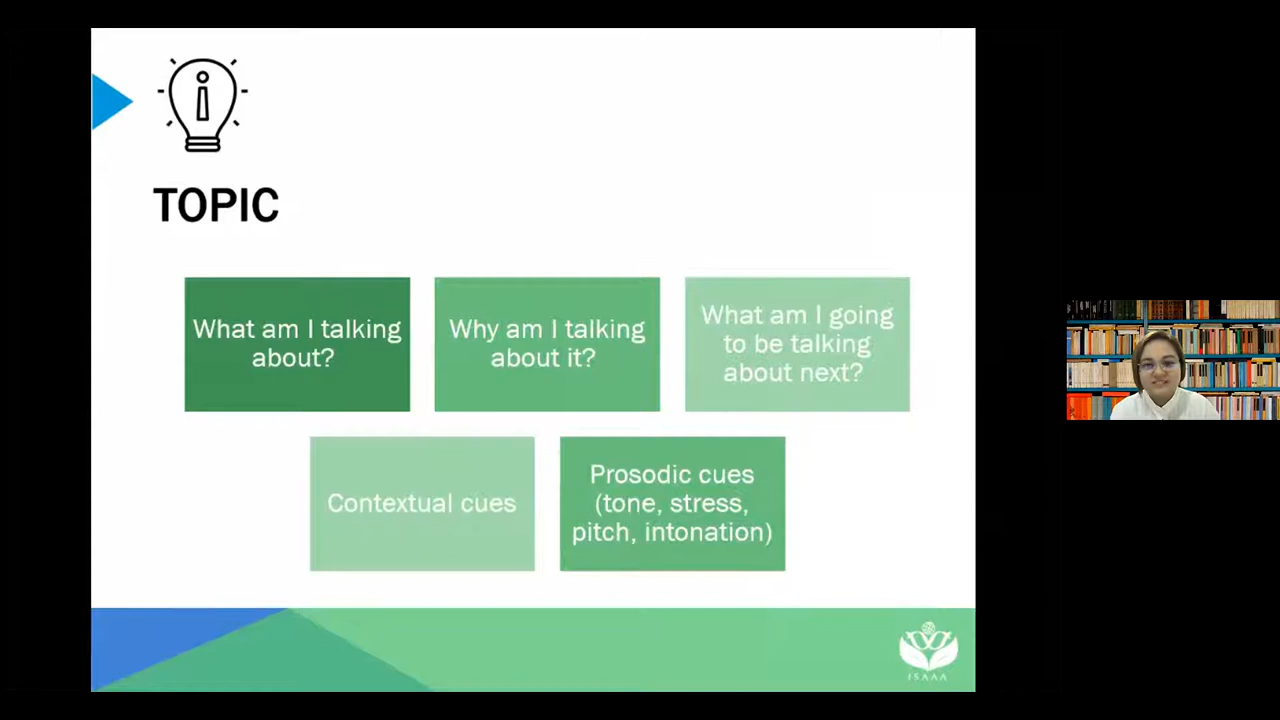 TOPIC
What am I talking
about?
Why am I talking
about it?
What am I going
to be talking
about next?
Contextual cues
Prosodic cues
(tone, stress,
pitch, intonation)
ISAAA